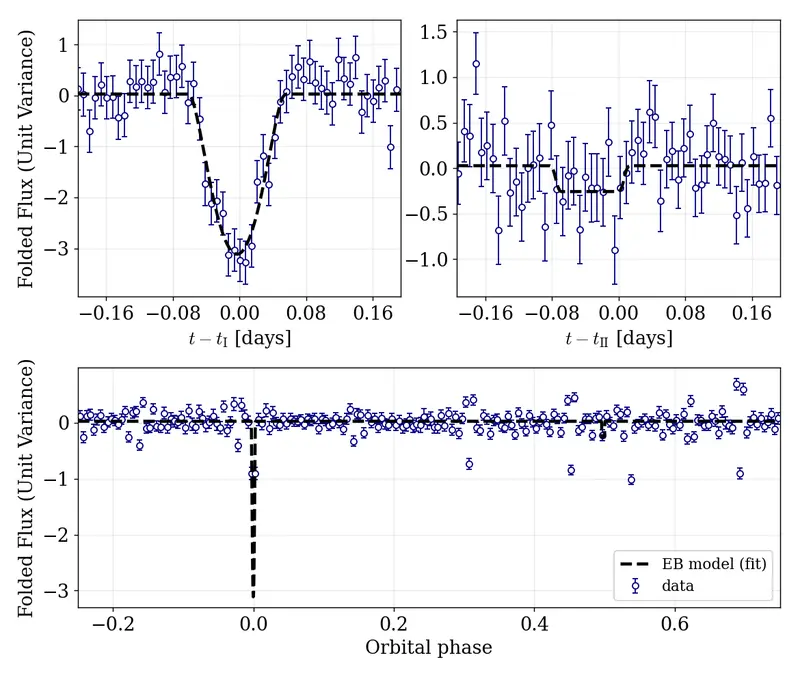 Folded Flux (Unit Variance)
1
0
−1
−2
−3
−0.16 −0.08 0.00 0.08 0.16
t − tI [days]
1.5
1.0
0.5
0.0
−0.5
−1.0
−0.16 −0.08 0.00 0.08 0.16
t − tII [days]
Folded Flux (Unit Variance)
0
−1
−2
−3
−0.2 0.0 0.2 0.4 0.6
Orbital phase
EB model (fit)
data